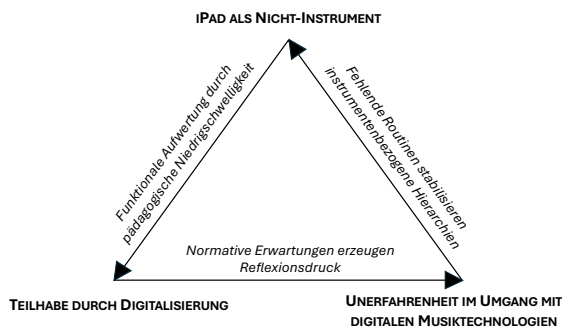 IPAD ALS NICHT-INSTRUMENT
Funktionale Aufwertung durch
pädagogische Niedrigschwelligkeit
Fehlende Routinen stabilisieren
instrumentenbezogene Hierarchien
Normative Erwartungen erzeugen
Reflexionsdruck
TEILHABE DURCH DIGITALISIERUNG
UNERFAHRENHEIT IM UMGANG MIT
DIGITALEN MUSIKTECHNOLOGIEN